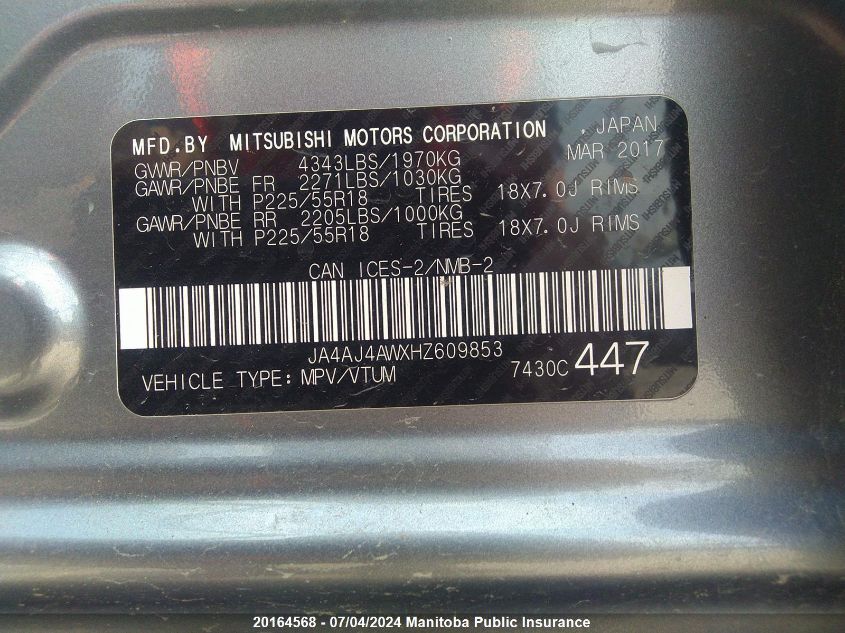 MFD.BY MITSUBISHI MOTORS CORPORATION , JAPAN
GVWR/PNBV 4343LBS/1970KG MAR 2017
GAWR/PNBE FR 2271LBS/1030KG
WITH P225/55R18 TIRES 18X7.0J RIMS
GAWR/PNBE RR 2205LBS/1000KG
WITH P225/55R18 TIRES 18X7.0J RIMS
CAN ICES-2/NMB-2
JA4AJ4AWXHZ609853
VEHICLE TYPE: MPV/VTUM 7430C 447
20164568 - 07/04/2024 Manitoba Public Insurance